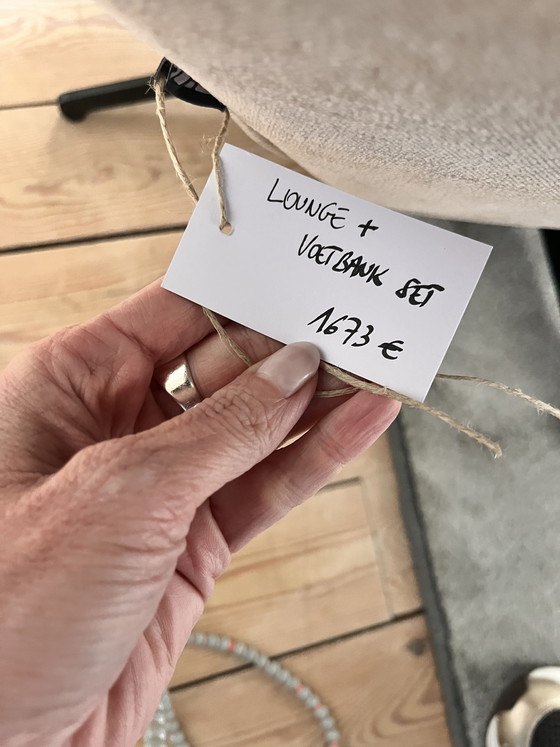 LOUNGE +
VOETBANK SET
1673 €